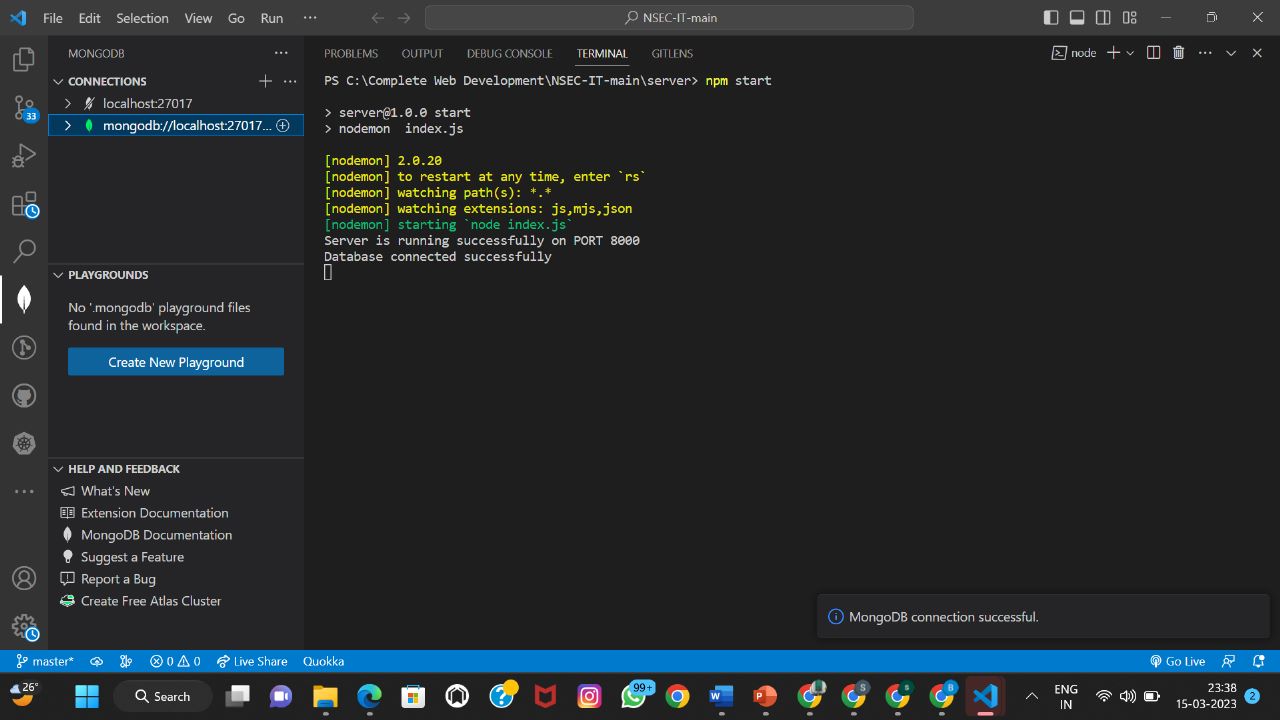 File Edit Selection View Go Run ··· NSEC-IT-main
MONGODB
CONNECTIONS
localhost:27017
mongodb://localhost:27017...
PLAYGROUNDS
No '.mongodb' playground files
found in the workspace.
Create New Playground
HELP AND FEEDBACK
What's New
Extension Documentation
MongoDB Documentation
Suggest a Feature
Report a Bug
Create Free Atlas Cluster
33
PROBLEMS OUTPUT DEBUG CONSOLE TERMINAL GITLENS node
PS C:\Complete Web Development\NSEC-IT-main\server> npm start
> server@1.0.0 start
> nodemon  index.js
[nodemon] 2.0.20
[nodemon] to restart at any time, enter `rs`
[nodemon] watching path(s): *.*
[nodemon] watching extensions: js,mjs,json
[nodemon] starting `node index.js`
Server is running successfully on PORT 8000
Database connected successfully
MongoDB connection successful.
master* 0 0 Live Share Quokka Go Live
26° Search 99+ S s B ENG 23:38 2
IN 15-03-2023